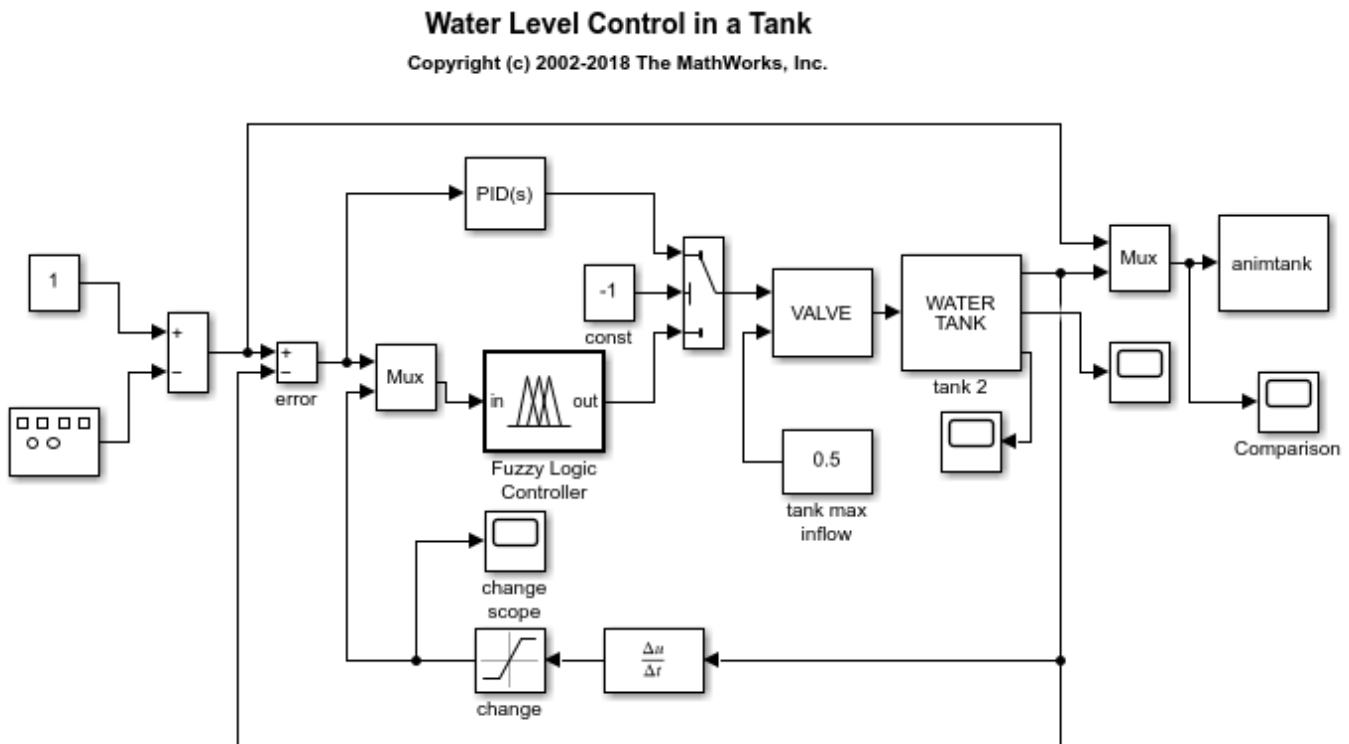 Water Level Control in a Tank
Copyright (c) 2002-2018 The MathWorks, Inc.
PID(s)
1
+
−
+
−
error
Mux
-1
const
in
out
Fuzzy Logic
Controller
VALVE
WATER
TANK
tank 2
0.5
tank max
inflow
Mux
animtank
Comparison
change
scope
change
Δu
Δt